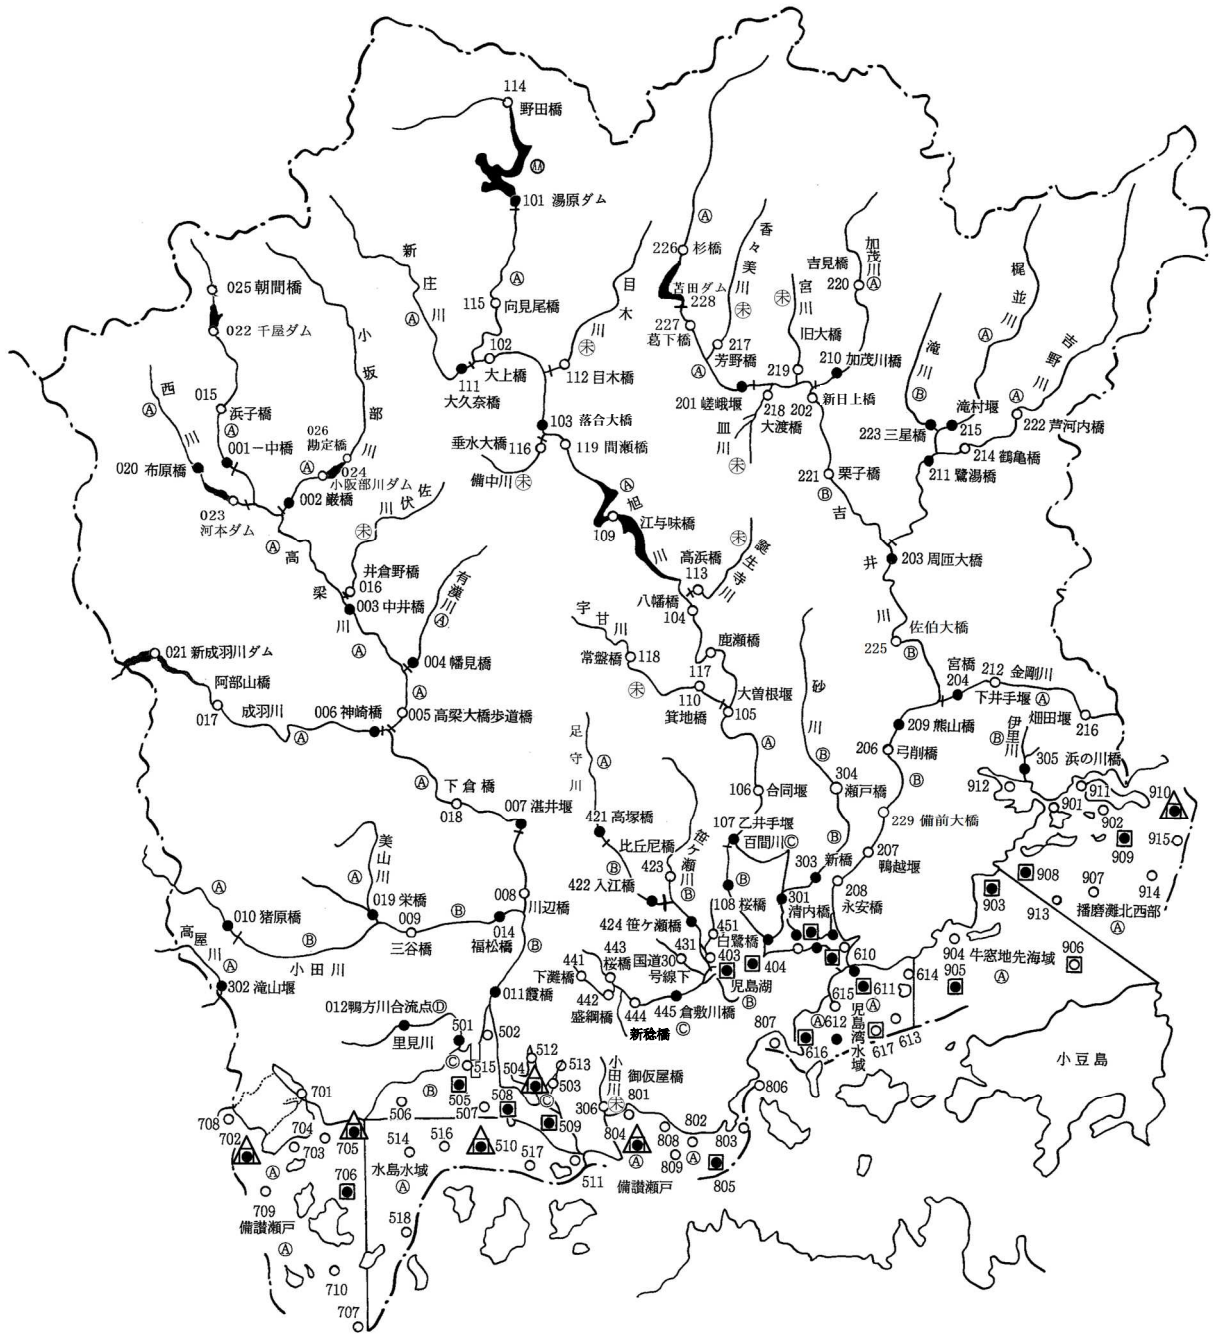 114
野田橋
AA
101 湯原ダム
新庄川
Ⓐ
Ⓐ
115
向見尾橋
102
大上橋
111
大久奈橋
目木川
㊍
112 目木橋
103 落合大橋
垂水大橋
116
119 間瀬橋
備中川
Ⓐ
旭川
109
江与味橋
高浜橋
113
誕生寺川
八幡橋
104
宇甘川
常盤橋
118
鹿瀬橋
117
110
箕地橋
大曽根堰
105
Ⓐ
106
合同堰
107 乙井手堰
百間川Ⓒ
Ⓑ
108 桜橋
301
清内橋
025 朝間橋
022 千屋ダム
015
浜子橋
Ⓐ
001一中橋
西川
Ⓐ
020 布原橋
023
河本ダム
小坂部川
026
勘定橋
024
小阪部川ダム
Ⓐ
002 巌橋
Ⓐ
高梁川
佐伏川
未
井倉野橋
016
003 中井橋
Ⓐ
有漢川
Ⓐ
004 幡見橋
Ⓐ
005 高梁大橋歩道橋
021 新成羽川ダム
阿部山橋
017
成羽川
Ⓐ
006 神崎橋
Ⓐ
下倉橋
018
007 湛井堰
008
川辺橋
美山川
Ⓐ
019 栄橋
009
三谷橋
Ⓑ
014
福松橋
Ⓐ
010 猪原橋
Ⓑ
小田川
高屋川
Ⓐ
302 滝山堰
Ⓑ
011霞橋
012鴨方川合流点Ⓓ
里見川
226
杉橋
Ⓐ
苫田ダム
228
227
葛下橋
香々美川
未
217
芳野橋
Ⓐ
201 嵯峨堰
宮川
未
旧大橋
219
218
大渡橋
皿川
未
吉見橋
加茂川
Ⓐ
220
210 加茂川橋
202
新日上橋
221
栗子橋
Ⓑ
吉井川
滝川
Ⓑ
223 三星橋
梶並川
Ⓐ
滝村堰
215
吉野川
Ⓐ
222 芦河内橋
214 鶴亀橋
211 鷺湯橋
203 周匝大橋
佐伯大橋
225
Ⓑ
宮橋
204
212 金剛川
下井手堰 Ⓐ
216
畑田堰
209 熊山橋
206
弓削橋
Ⓑ
229 備前大橋
207
鴨越堰
208
永安橋
伊里川
Ⓑ
305 浜の川橋
砂川
Ⓑ
304
瀬戸橋
Ⓑ
新橋
303
足守川
Ⓐ
421 高塚橋
比丘尼橋
Ⓑ
423
422 入江橋
笹ヶ瀬川
Ⓑ
424 笹ケ瀬橋
451
白鷺橋
431
国道30号線下
403
404
児島湖
Ⓑ
443
桜橋
441
下灘橋
442
盛綱橋
444
445 倉敷川橋
Ⓒ
新稔橋
912
901
911
902
910
915
909
908
907
914
903
913
播磨灘北西部
Ⓐ
904
牛窓地先海域
Ⓐ
905
906
610
614
611
Ⓐ
615
612
Ⓐ
児島湾水域
613
617
616
807
806
小豆島
501
502
Ⓒ
515
512
504
513
503
Ⓒ
505
Ⓑ
506
507
508
509
510
511
514
516
517
518
水島水域
Ⓐ
小田川
未
御仮屋橋
306
801
802
803
804
Ⓐ
808
Ⓐ
809
805
備讃瀬戸
701
708
702
704
703
705
706
Ⓐ
709
備讃瀬戸
Ⓐ
710
707